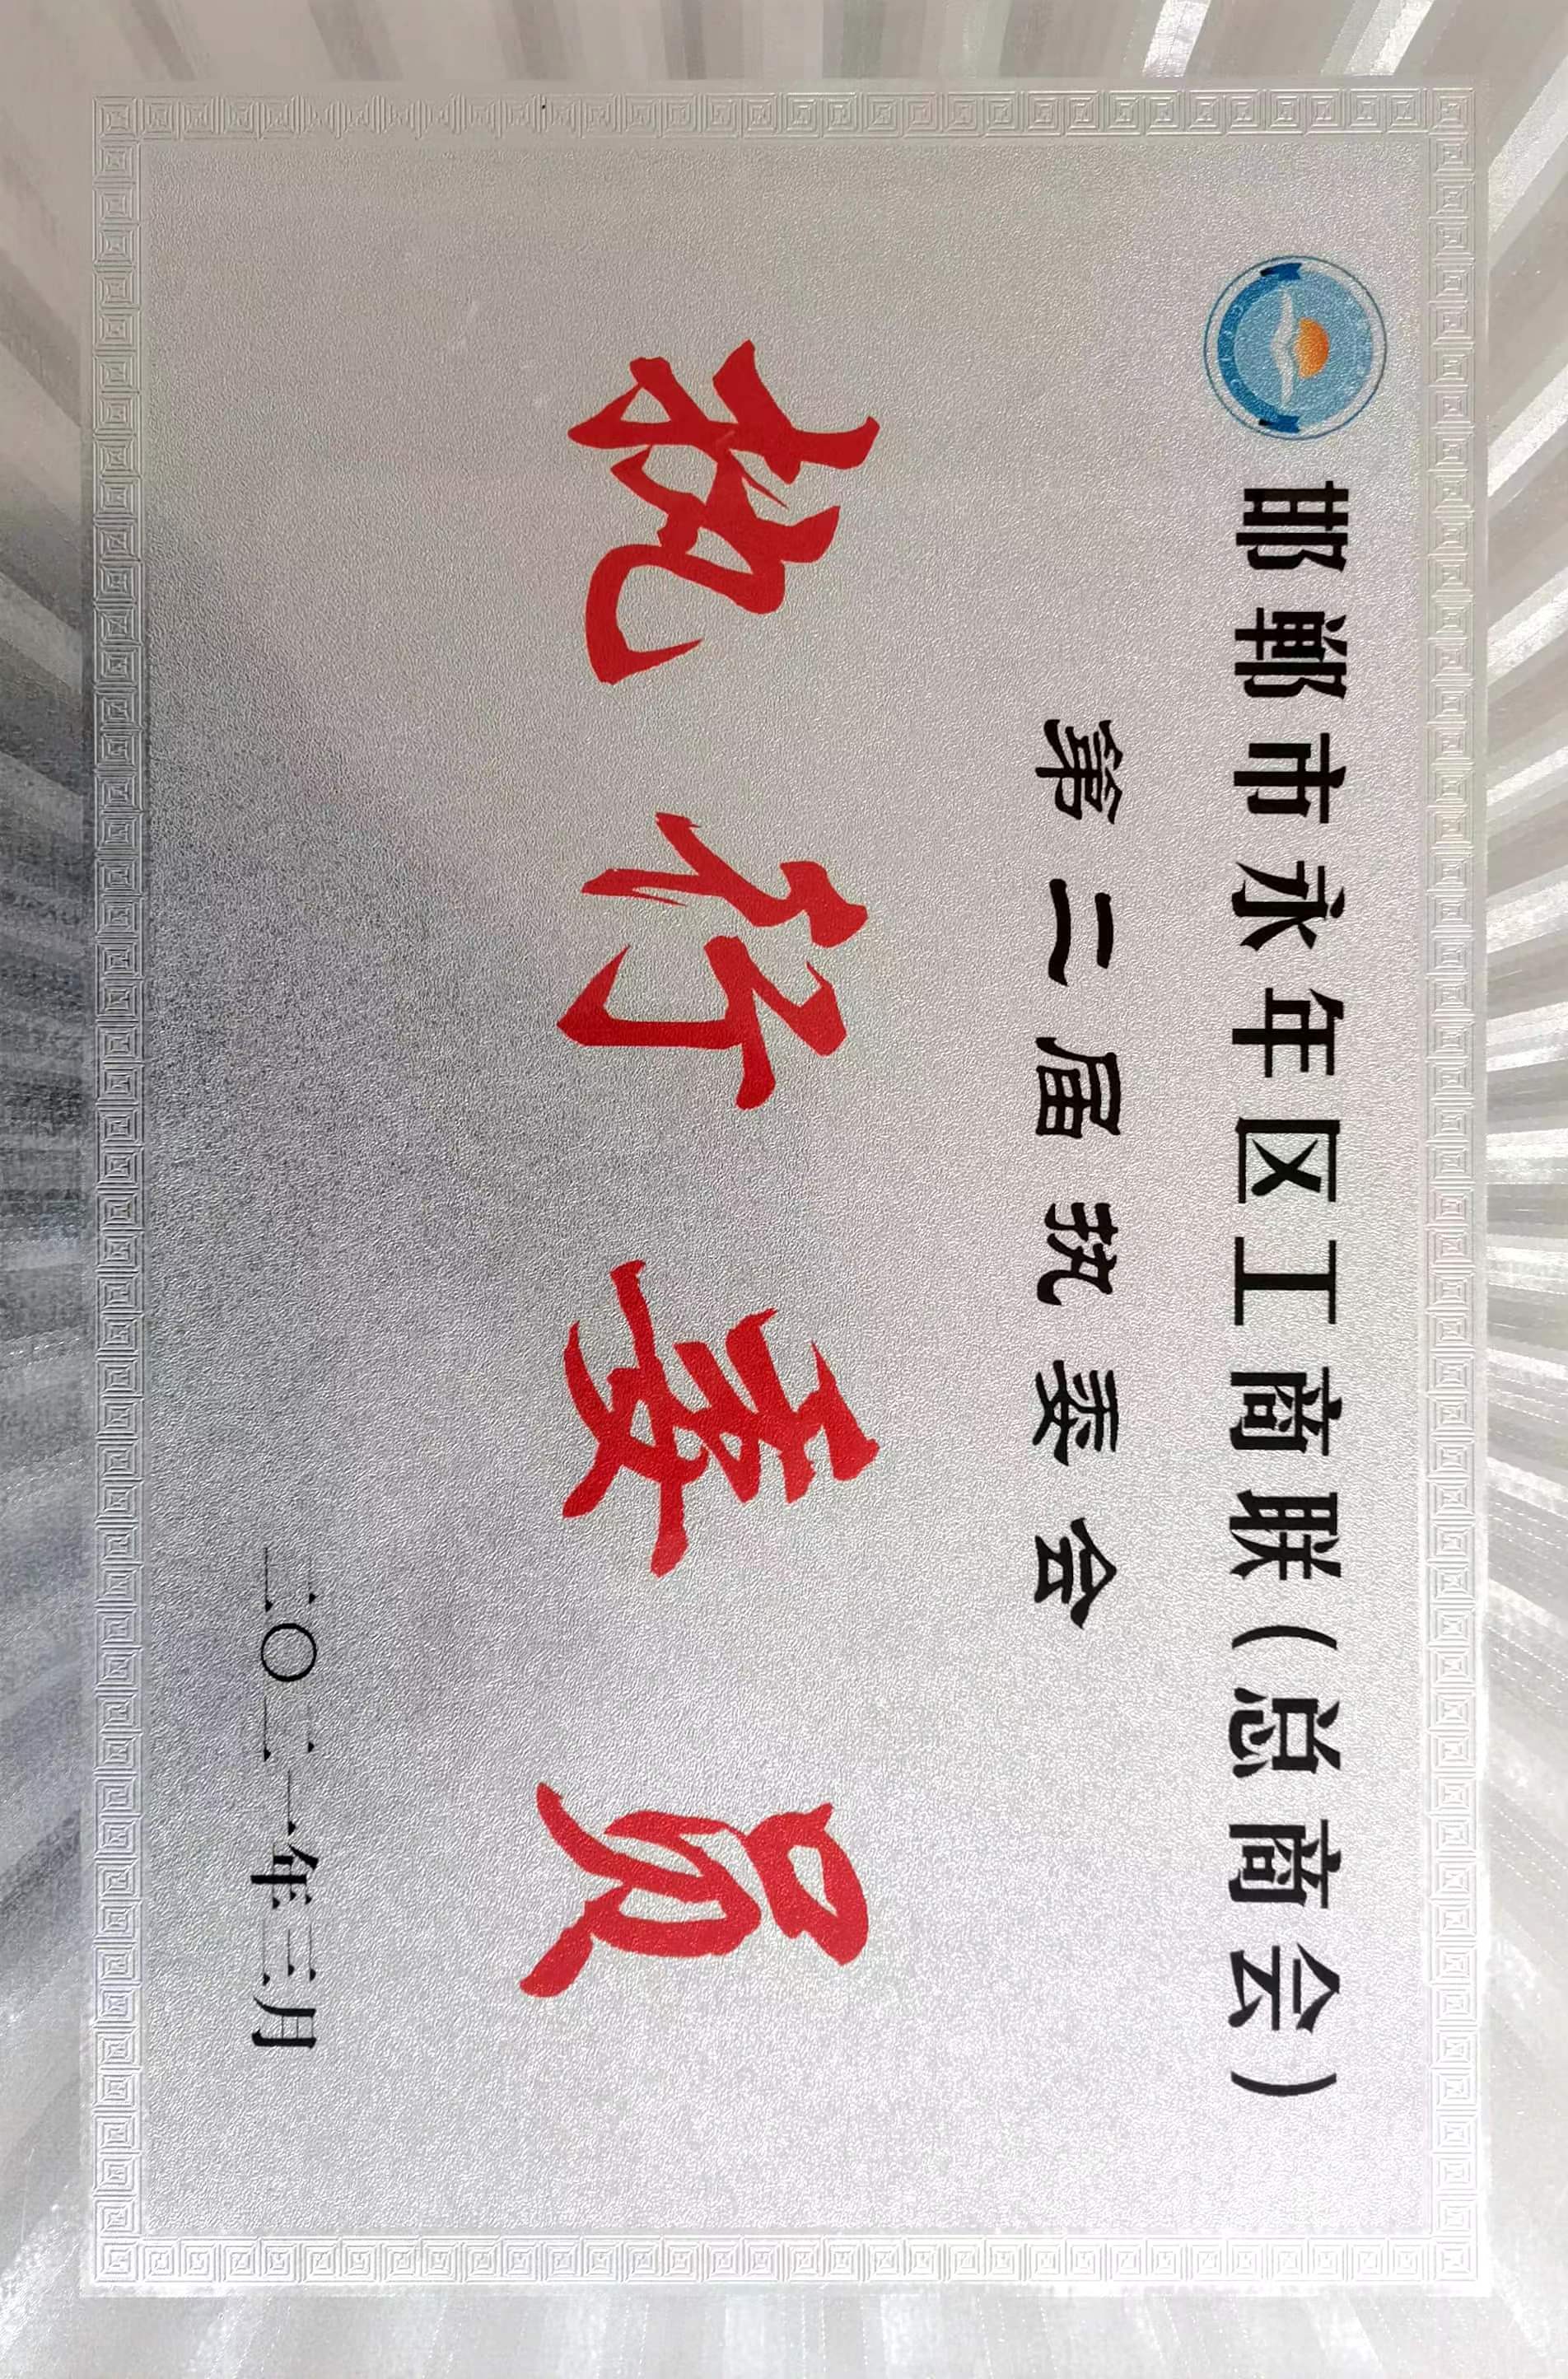 邯郸市永年区工商联(总商会)
第二届执委会
执行委员
二〇二一年三月